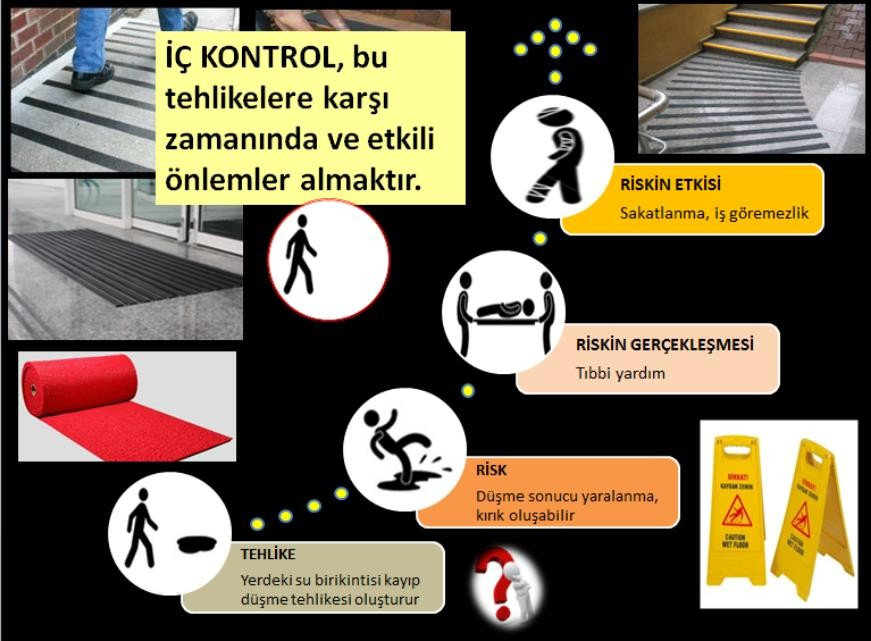 İÇ KONTROL, bu
tehlikelere karşı
zamanında ve etkili
önlemler almaktır.
RİSKİN ETKİSİ
Sakatlanma, iş göremezlik
RİSKİN GERÇEKLEŞMESİ
Tıbbi yardım
RİSK
Düşme sonucu yaralanma,
kırık oluşabilir
TEHLİKE
Yerdeki su birikintisi kayıp
düşme tehlikesi oluşturur
DİKKAT!
KAYGAN ZEMİN
CAUTION
WET FLOOR